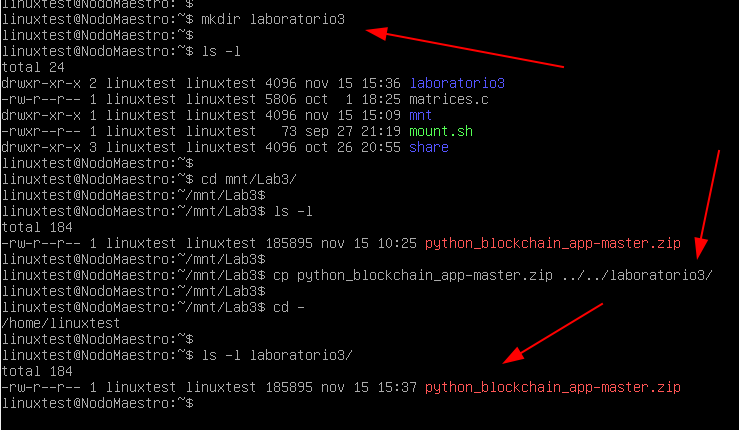 linuxtest@NodoMaestro:~$
linuxtest@NodoMaestro:~$ mkdir laboratorio3
linuxtest@NodoMaestro:~$
linuxtest@NodoMaestro:~$ ls -l
total 24
drwxr-xr-x 2 linuxtest linuxtest 4096 nov 15 15:36 laboratorio3
-rw-r--r-- 1 linuxtest linuxtest 5806 oct  1 18:25 matrices.c
drwxr-xr-x 1 linuxtest linuxtest 4096 nov 15 15:09 mnt
-rwxr--r-- 1 linuxtest linuxtest   73 sep 27 21:19 mount.sh
drwxr-xr-x 3 linuxtest linuxtest 4096 oct 26 20:55 share
linuxtest@NodoMaestro:~$
linuxtest@NodoMaestro:~$ cd mnt/Lab3/
linuxtest@NodoMaestro:~/mnt/Lab3$
linuxtest@NodoMaestro:~/mnt/Lab3$ ls -l
total 184
-rw-r--r-- 1 linuxtest linuxtest 185895 nov 15 10:25 python_blockchain_app-master.zip
linuxtest@NodoMaestro:~/mnt/Lab3$
linuxtest@NodoMaestro:~/mnt/Lab3$ cp python_blockchain_app-master.zip ../../laboratorio3/
linuxtest@NodoMaestro:~/mnt/Lab3$
linuxtest@NodoMaestro:~/mnt/Lab3$ cd -
/home/linuxtest
linuxtest@NodoMaestro:~$
linuxtest@NodoMaestro:~$ ls -l laboratorio3/
total 184
-rw-r--r-- 1 linuxtest linuxtest 185895 nov 15 15:37 python_blockchain_app-master.zip
linuxtest@NodoMaestro:~$